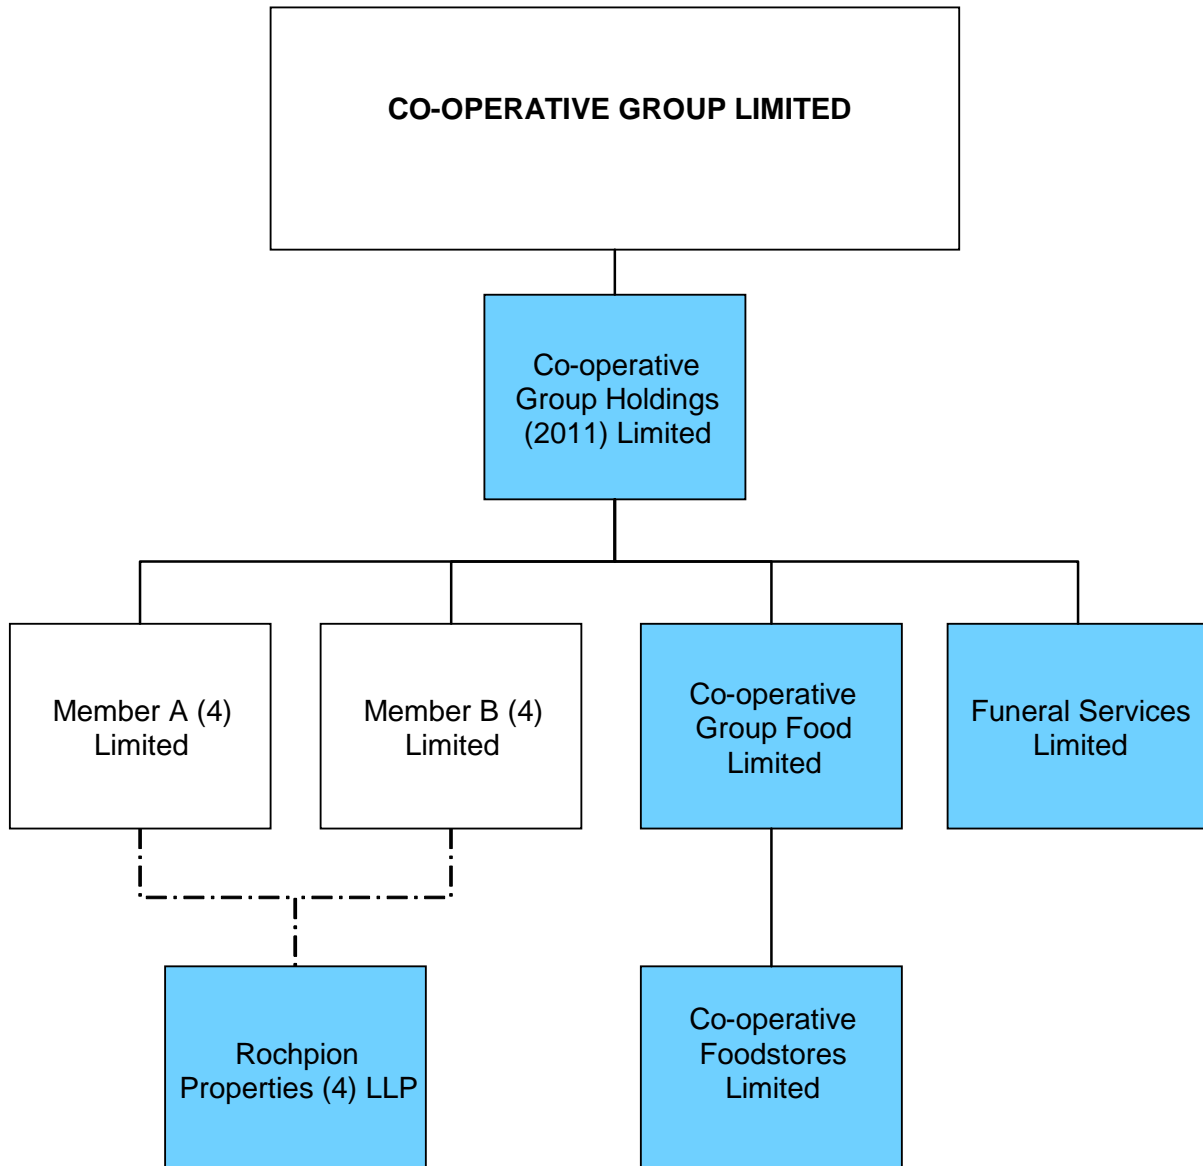 CO-OPERATIVE GROUP LIMITED
Co-operative
Group Holdings
(2011) Limited
Member A (4)
Limited
Member B (4)
Limited
Co-operative
Group Food
Limited
Funeral Services
Limited
Rochpion
Properties (4) LLP
Co-operative
Foodstores
Limited